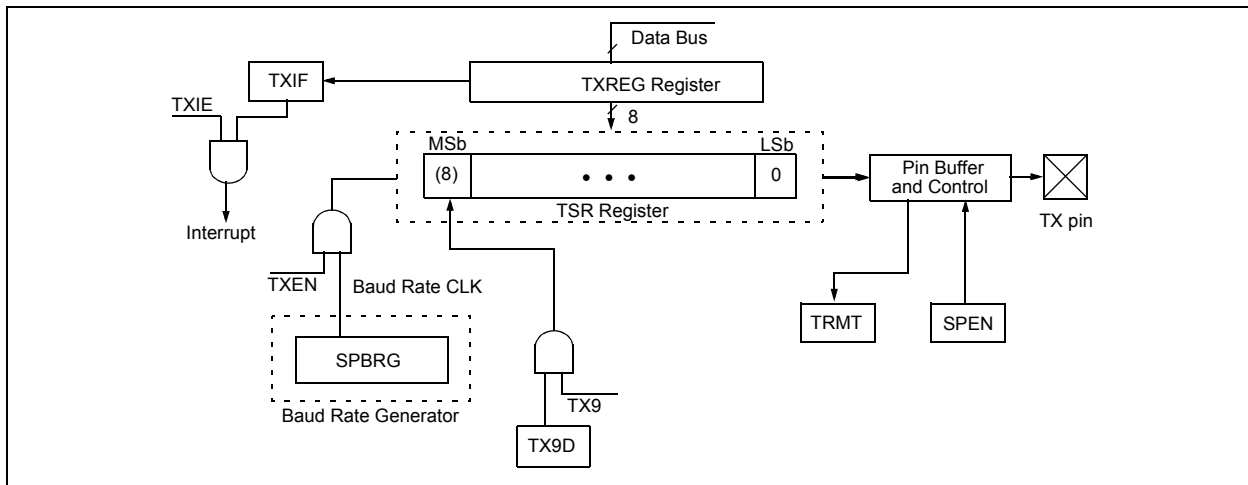 Data Bus
TXIF
TXREG Register
TXIE
8
MSb
LSb
(8)
• • •
0
Pin Buffer
and Control
TSR Register
TX pin
Interrupt
TXEN
Baud Rate CLK
TRMT
SPEN
SPBRG
Baud Rate Generator
TX9
TX9D